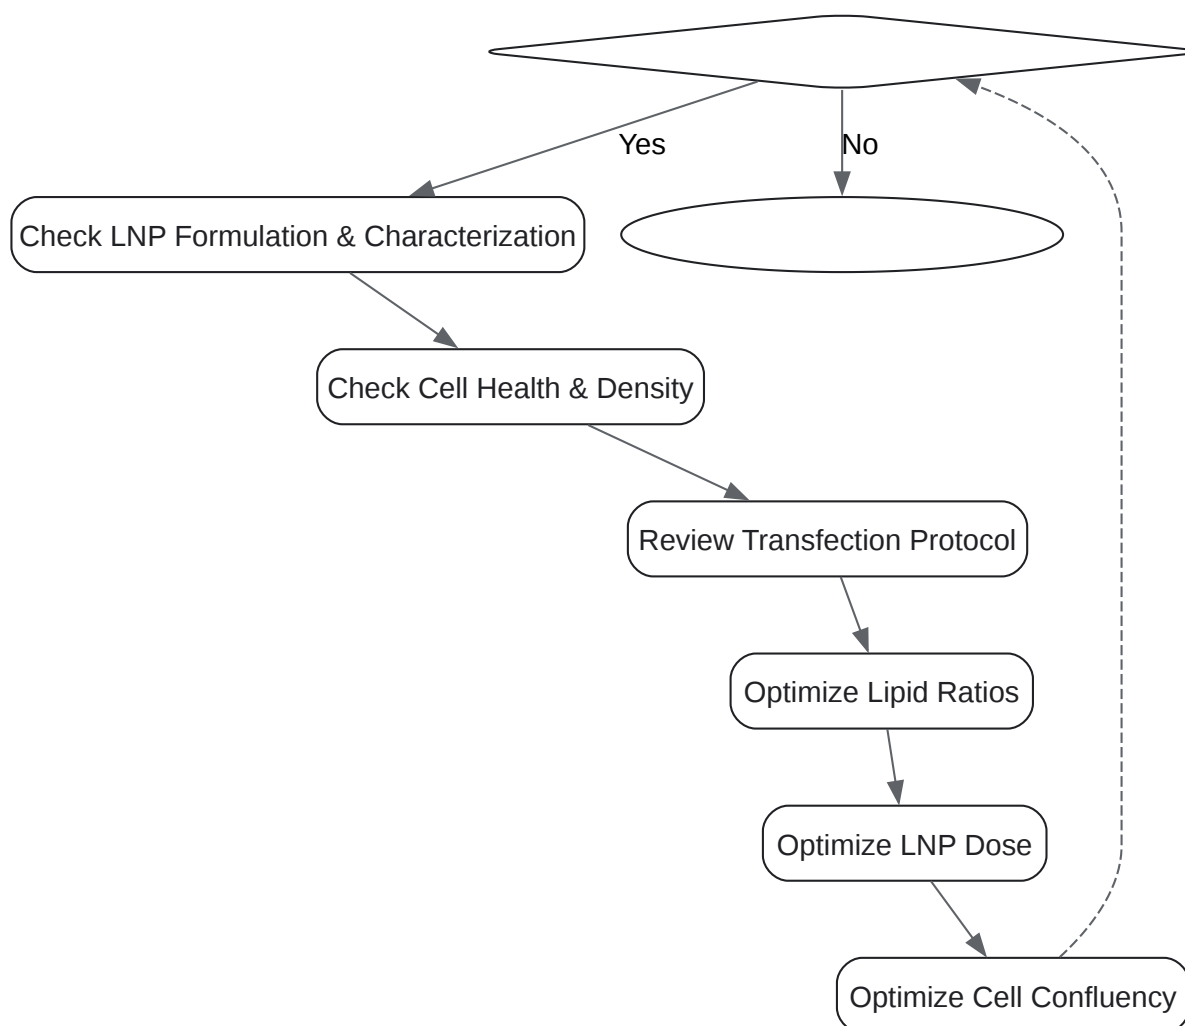 Yes
No
Check LNP Formulation & Characterization
Check Cell Health & Density
Review Transfection Protocol
Optimize Lipid Ratios
Optimize LNP Dose
Optimize Cell Confluency